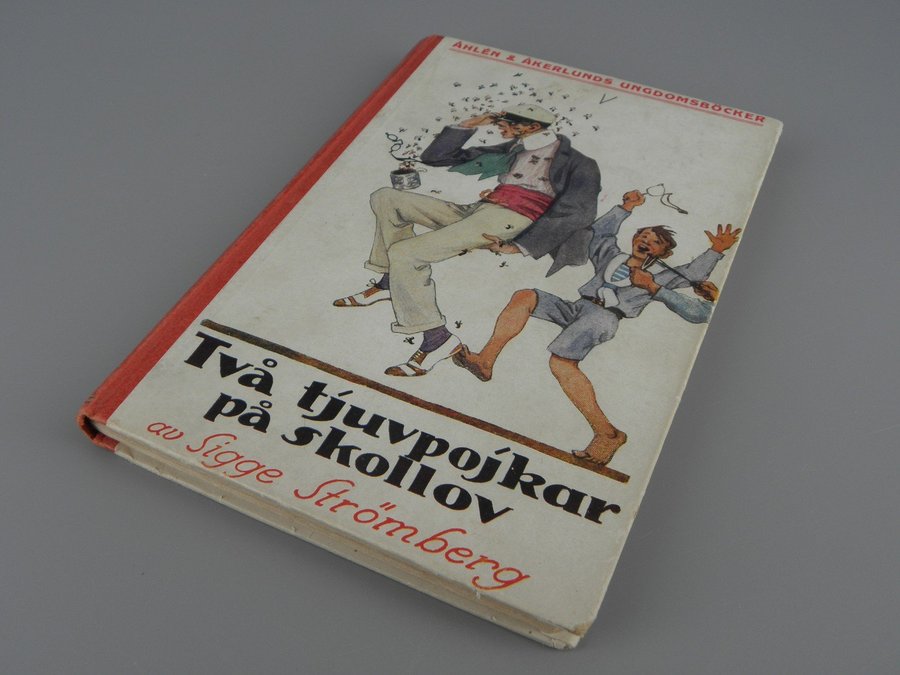 ÅHLÉN & ÅKERLUNDS UNGDOMSBÖCKER
Två tjuvpojkar
på skollov
av Sigge Strömberg